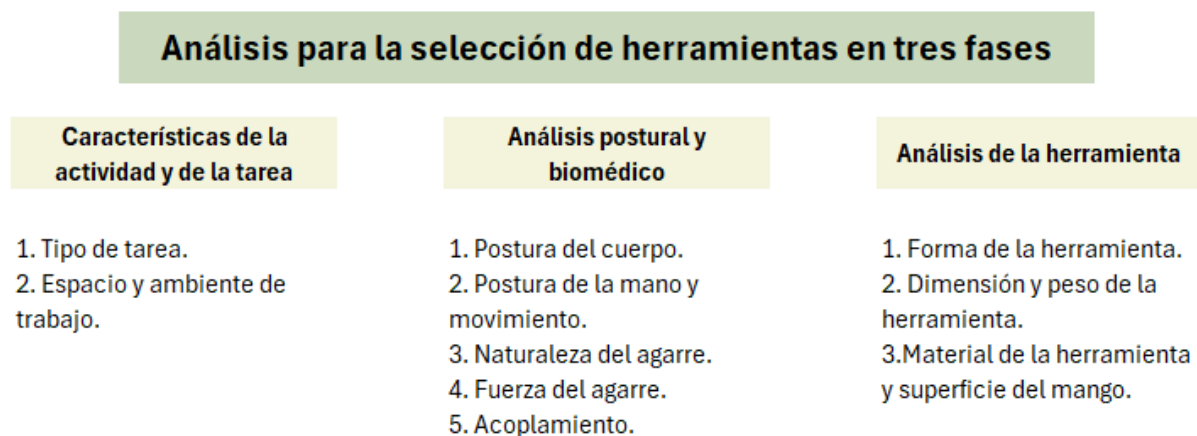 Análisis para la selección de herramientas en tres fases
Características de la
actividad y de la tarea
1. Tipo de tarea.
2. Espacio y ambiente de
trabajo.
Análisis postural y
biomédico
1. Postura del cuerpo.
2. Postura de la mano y
movimiento.
3. Naturaleza del agarre.
4. Fuerza del agarre.
5. Acoplamiento.
Análisis de la herramienta
1. Forma de la herramienta.
2. Dimensión y peso de la
herramienta.
3.Material de la herramienta
y superficie del mango.